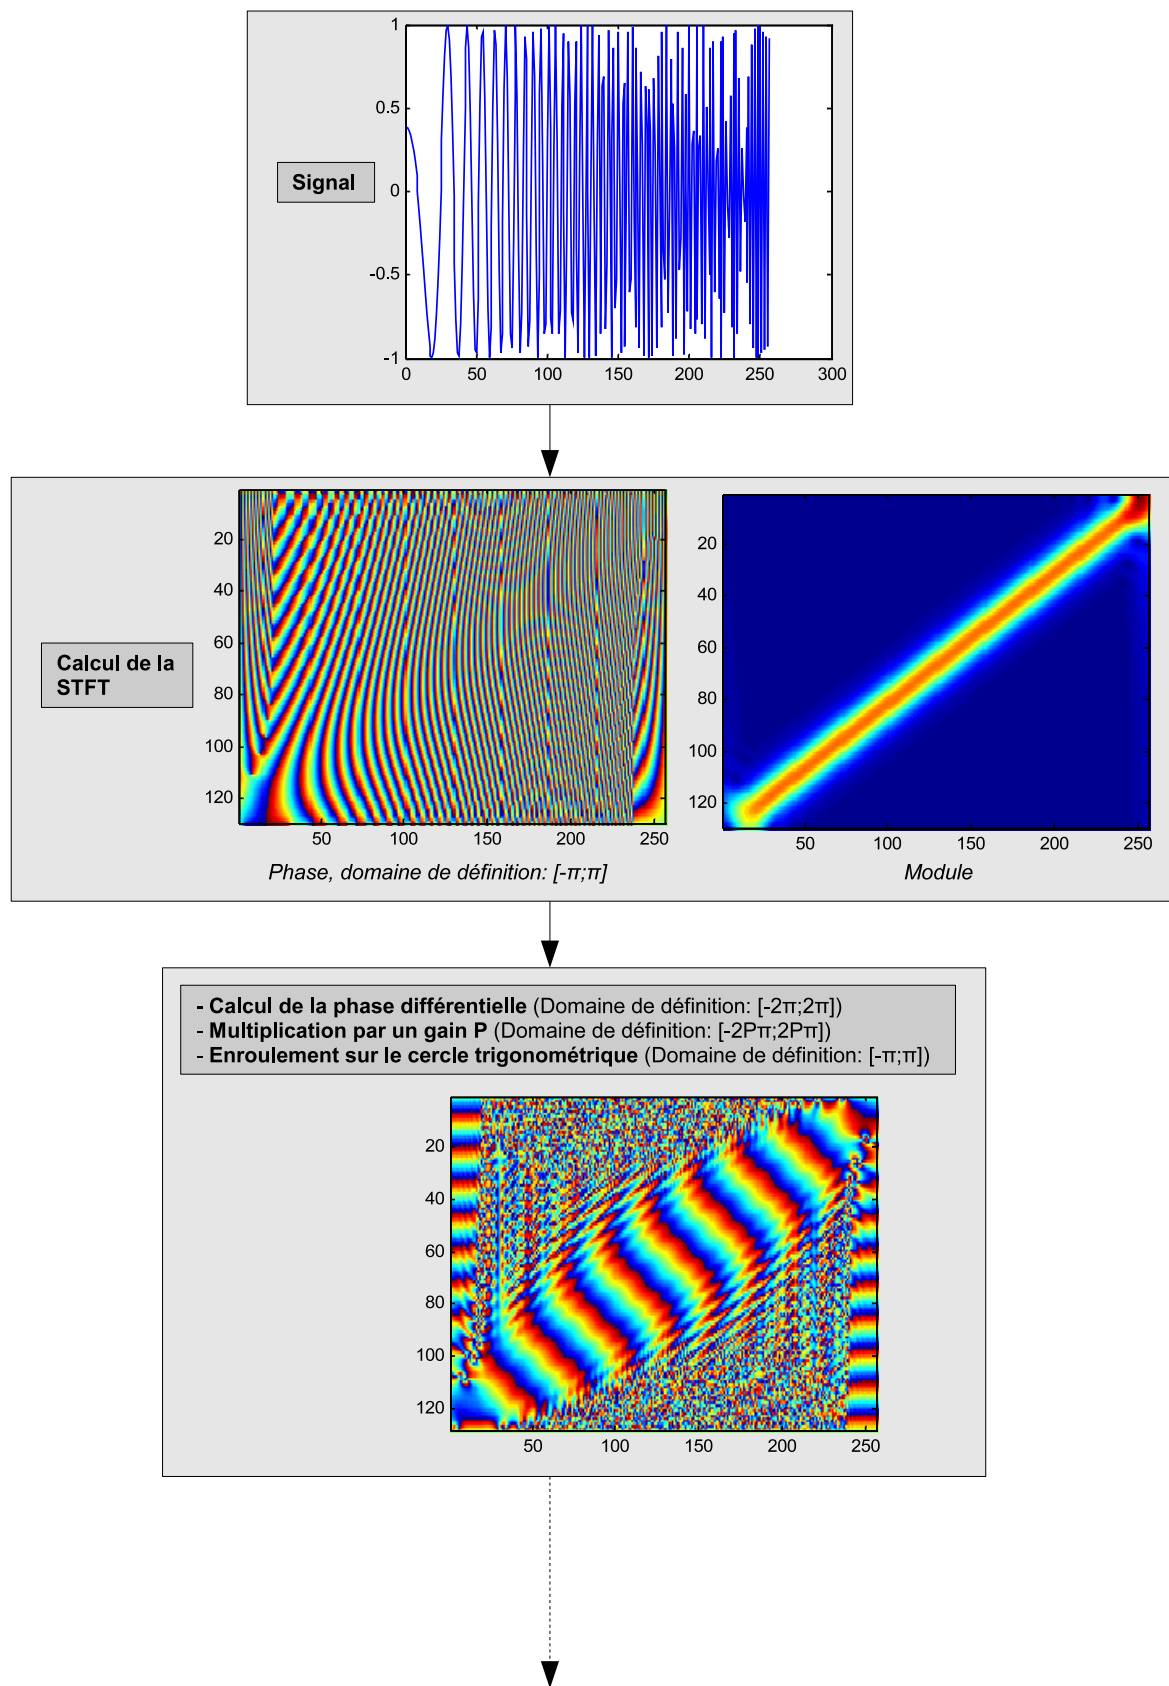 1
0.5
Signal
0
-0.5
-1
0 50 100 150 200 250 300
20
40
60
80
100
120
50 100 150 200 250
Calcul de la
STFT
Phase, domaine de définition: [-π;π]
20
40
60
80
100
120
50 100 150 200 250
Module
- Calcul de la phase différentielle (Domaine de définition: [-2π;2π])
- Multiplication par un gain P (Domaine de définition: [-2Pπ;2Pπ])
- Enroulement sur le cercle trigonométrique (Domaine de définition: [-π;π])
20
40
60
80
100
120
50 100 150 200 250